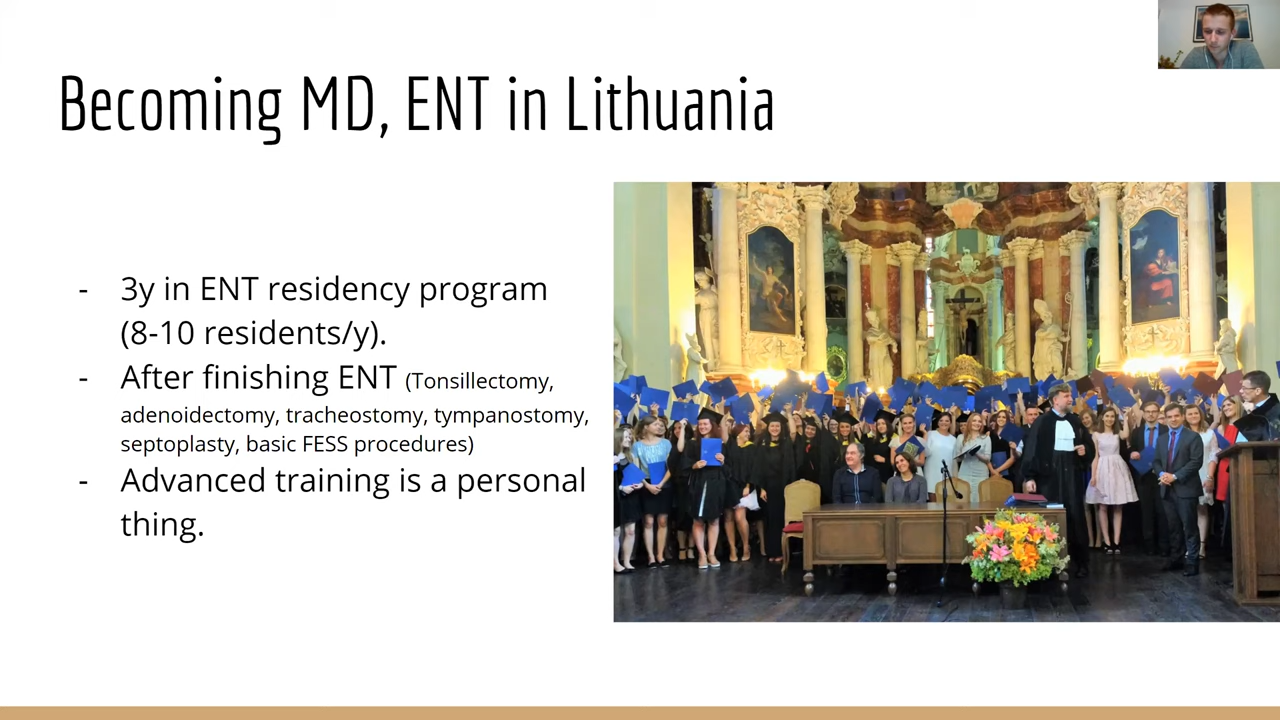 Becoming MD, ENT in Lithuania
- 3y in ENT residency program
(8-10 residents/y).
- After finishing ENT (Tonsillectomy,
adenoidectomy, tracheostomy, tympanostomy,
septoplasty, basic FESS procedures)
- Advanced training is a personal
thing.